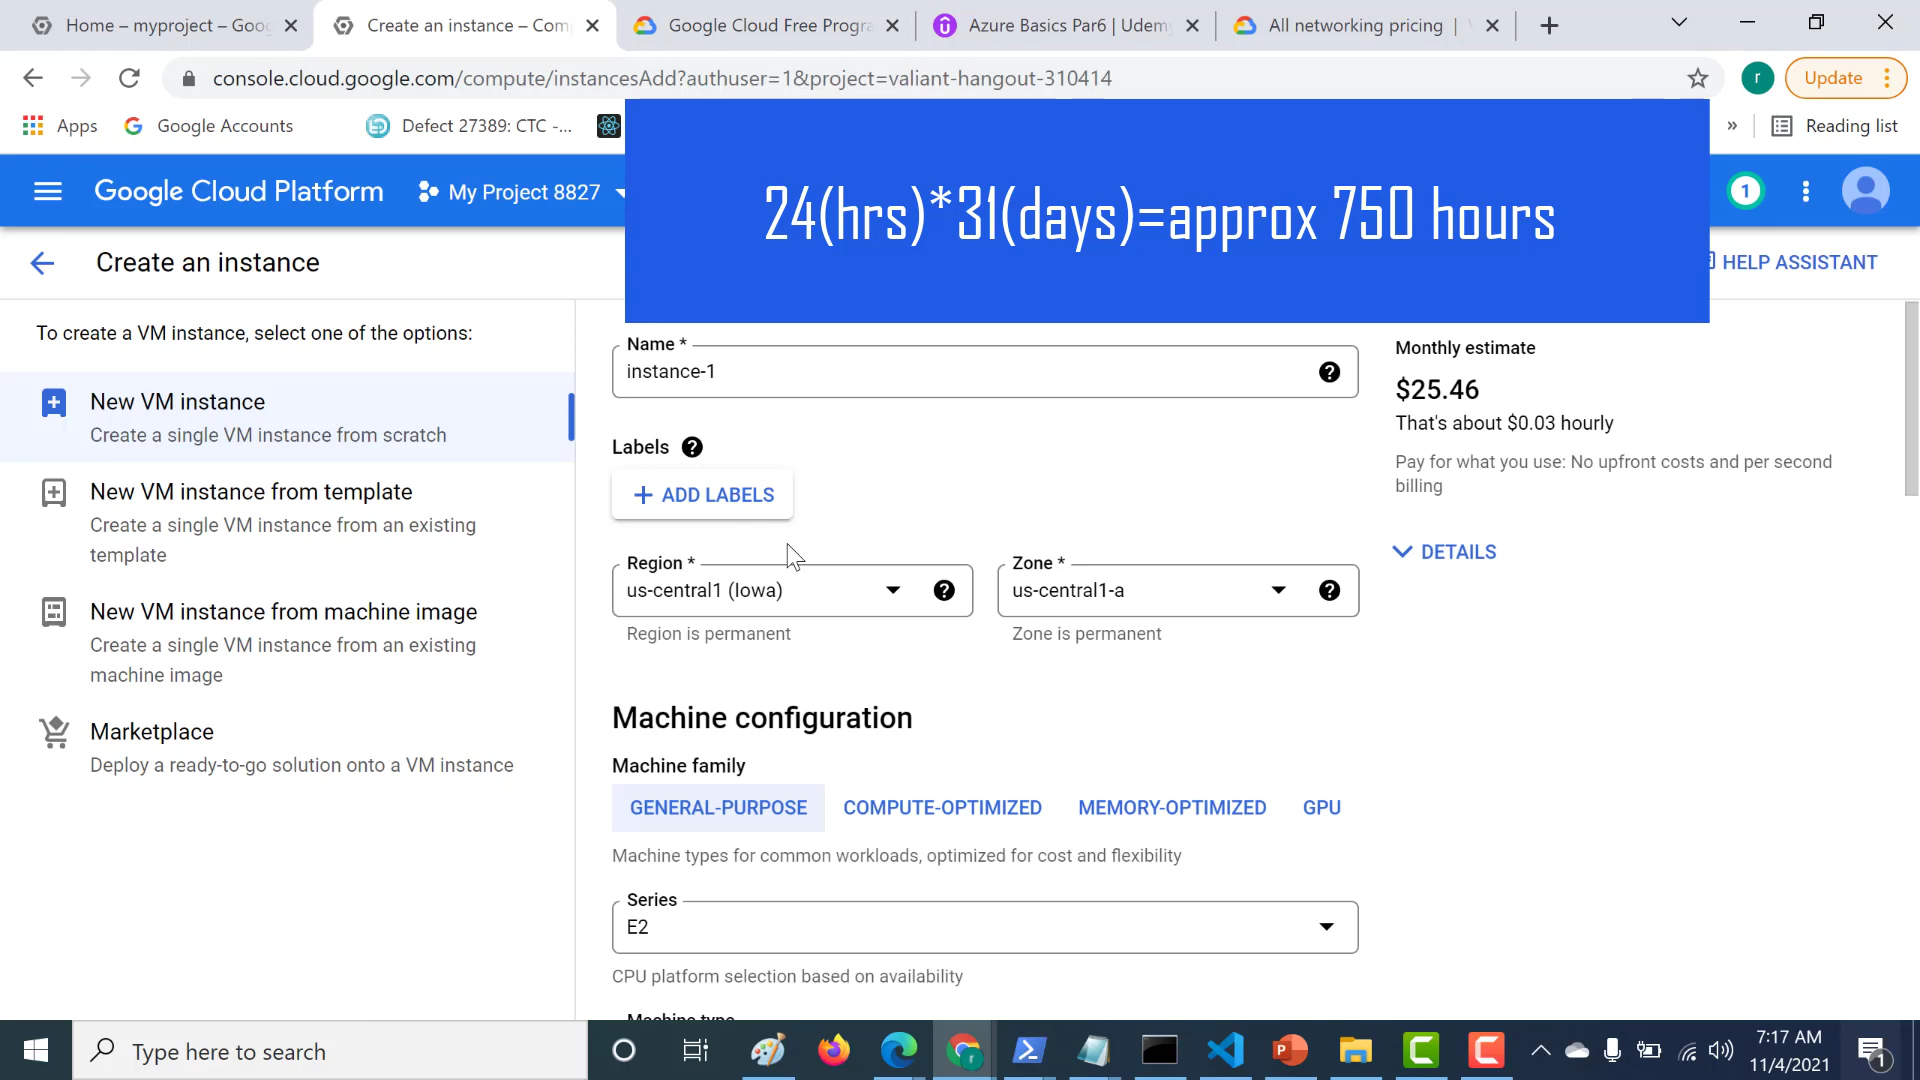 Home – myproject – Goog
Create an instance – Com
Google Cloud Free Progra
Azure Basics Par6 | Udemy
All networking pricing |
console.cloud.google.com/compute/instancesAdd?authuser=1&project=valiant-hangout-310414
r
Update
Apps
Google Accounts
Defect 27389: CTC -...
»
Reading list
Google Cloud Platform
My Project 8827
24(hrs)*31(days)=approx 750 hours
1
Create an instance
HELP ASSISTANT
To create a VM instance, select one of the options:
New VM instance
Create a single VM instance from scratch
New VM instance from template
Create a single VM instance from an existing
template
New VM instance from machine image
Create a single VM instance from an existing
machine image
Marketplace
Deploy a ready-to-go solution onto a VM instance
Name *
instance-1
Labels
+ ADD LABELS
Region *
us-central1 (Iowa)
Region is permanent
Zone *
us-central1-a
Zone is permanent
Machine configuration
Machine family
GENERAL-PURPOSE
COMPUTE-OPTIMIZED
MEMORY-OPTIMIZED
GPU
Machine types for common workloads, optimized for cost and flexibility
Series
E2
CPU platform selection based on availability
Machine type
Monthly estimate
$25.46
That's about $0.03 hourly
Pay for what you use: No upfront costs and per second
billing
DETAILS
Type here to search
7:17 AM
11/4/2021
1